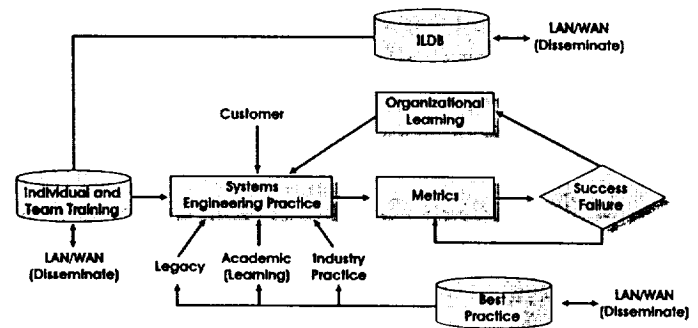 ILDB
LAN/WAN
(Disseminate)
Organizational
Learning
Customer
Individual and
Team Training
Systems
Engineering Practice
Metrics
Success
Failure
LAN/WAN
(Disseminate)
Legacy
Academic
(Learning)
Industry
Practice
Best
Practice
LAN/WAN
(Disseminate)